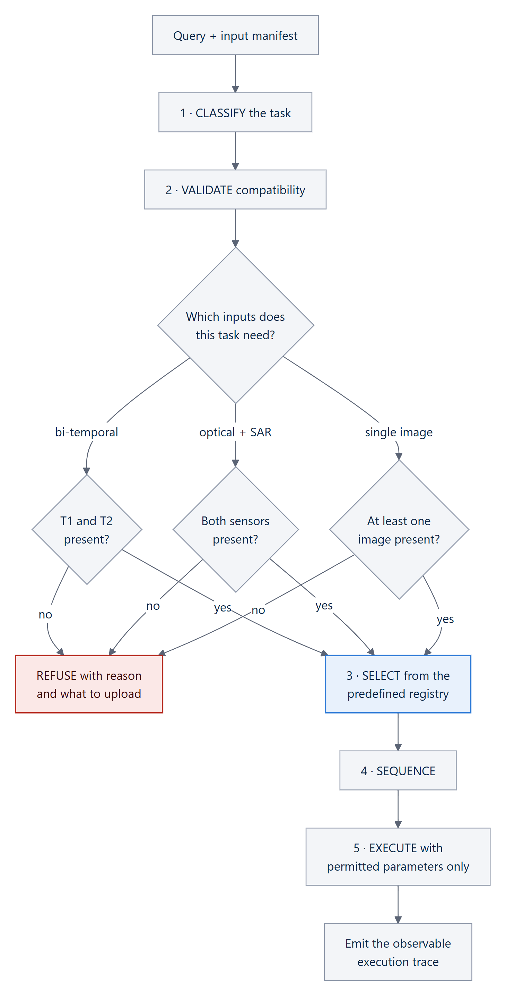 Query + input manifest
1 · CLASSIFY the task
2 · VALIDATE compatibility
Which inputs does
this task need?
bi-temporal
optical + SAR
single image
T1 and T2
present?
Both sensors
present?
At least one
image present?
no
no
yes
no
yes
yes
REFUSE with reason
and what to upload
3 · SELECT from the
predefined registry
4 · SEQUENCE
5 · EXECUTE with
permitted parameters only
Emit the observable
execution trace